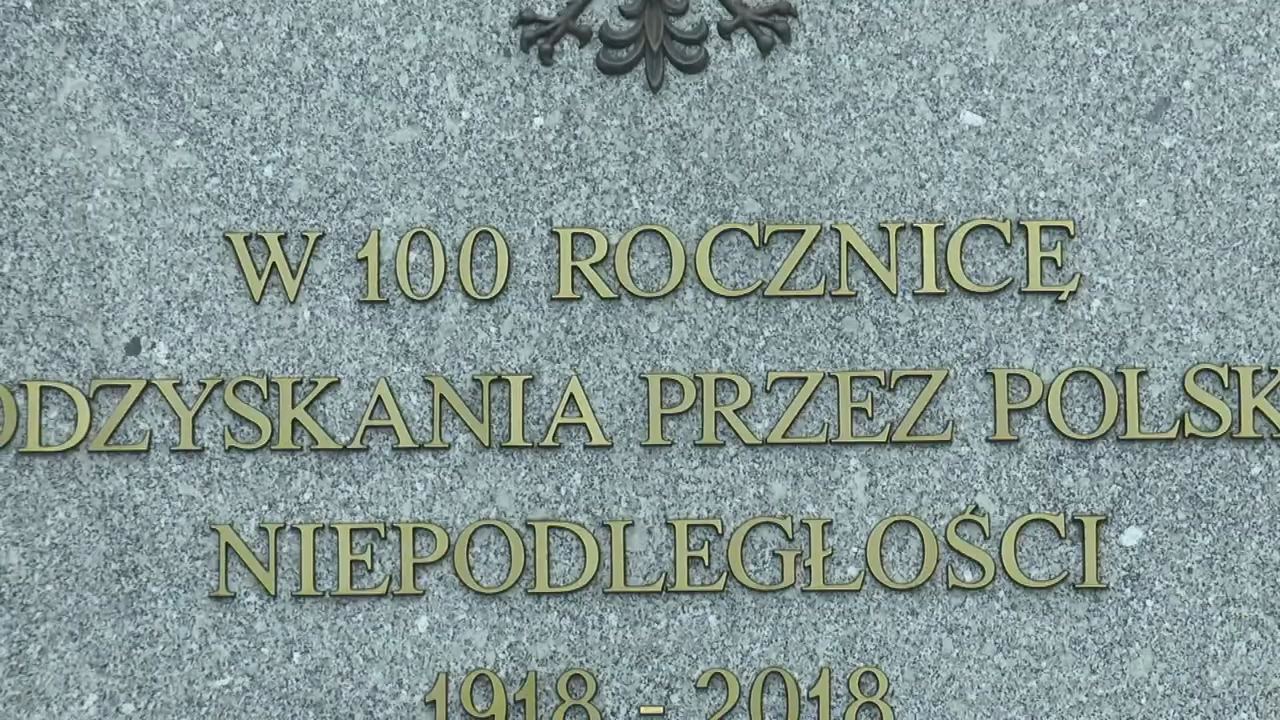 W 100 ROCZNICĘ
ODZYSKANIA PRZEZ POLSK
NIEPODLEGŁOŚCI
1918 - 2018